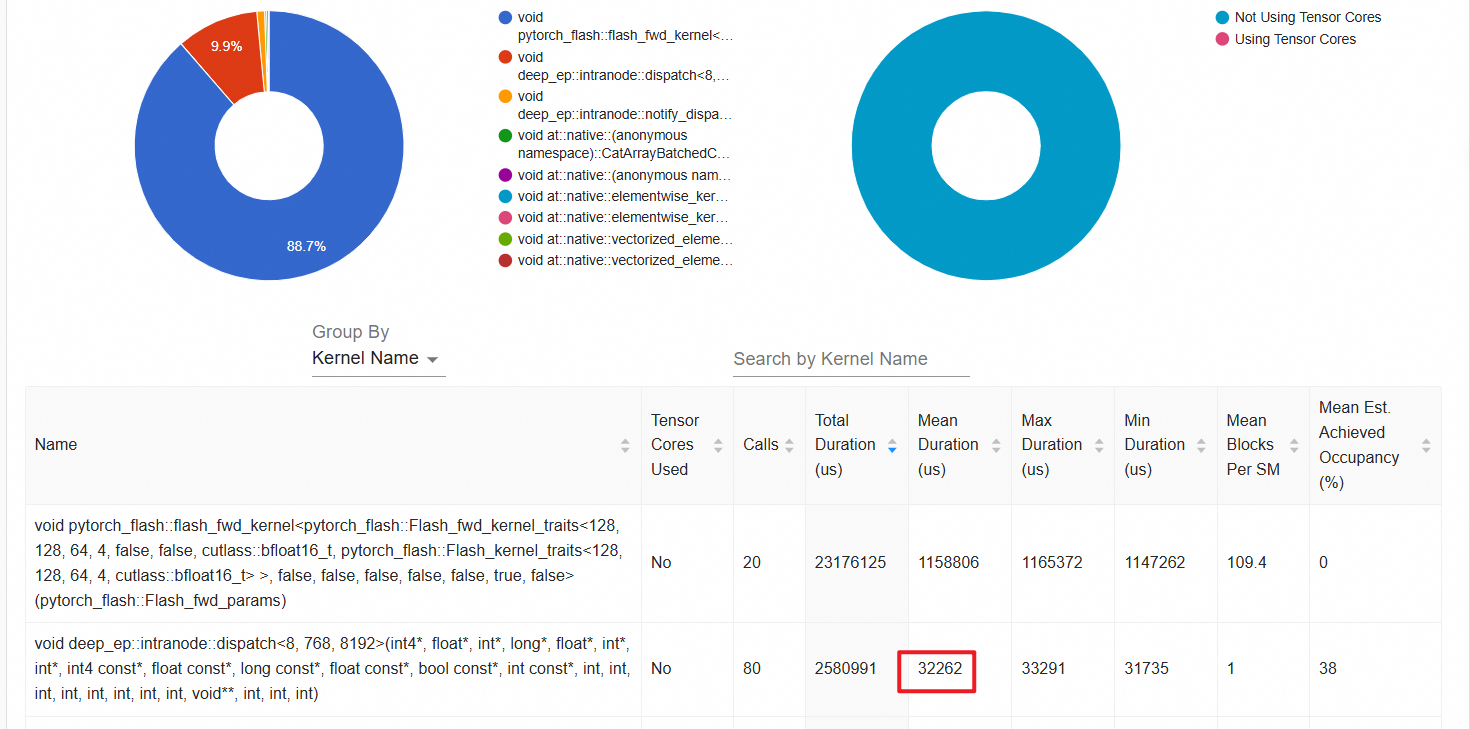 9.9%
88.7%
void
pytorch_flash::flash_fwd_kernel<...
void
deep_ep::intranode::dispatch<8,...
void
deep_ep::intranode::notify_dispa...
void at::native::(anonymous
namespace)::CatArrayBatchedC...
void at::native::(anonymous nam...
void at::native::elementwise_ker...
void at::native::elementwise_ker...
void at::native::vectorized_eleme...
void at::native::vectorized_eleme...
Not Using Tensor Cores
Using Tensor Cores
Group By
Kernel Name
Search by Kernel Name
Name
Tensor
Cores
Used
Calls
Total
Duration
(us)
Mean
Duration
(us)
Max
Duration
(us)
Min
Duration
(us)
Mean
Blocks
Per SM
Mean Est.
Achieved
Occupancy
(%)
void pytorch_flash::flash_fwd_kernel<pytorch_flash::Flash_fwd_kernel_traits<128,
128, 64, 4, false, false, cutlass::bfloat16_t, pytorch_flash::Flash_kernel_traits<128,
128, 64, 4, cutlass::bfloat16_t> >, false, false, false, false, false, true, false>
(pytorch_flash::Flash_fwd_params)
No
20
23176125
1158806
1165372
1147262
109.4
0
void deep_ep::intranode::dispatch<8, 768, 8192>(int4*, float*, int*, long*, float*, int*,
int*, int4 const*, float const*, long const*, float const*, bool const*, int const*, int, int,
int, int, int, int, int, int, void**, int, int, int)
No
80
2580991
32262
33291
31735
1
38